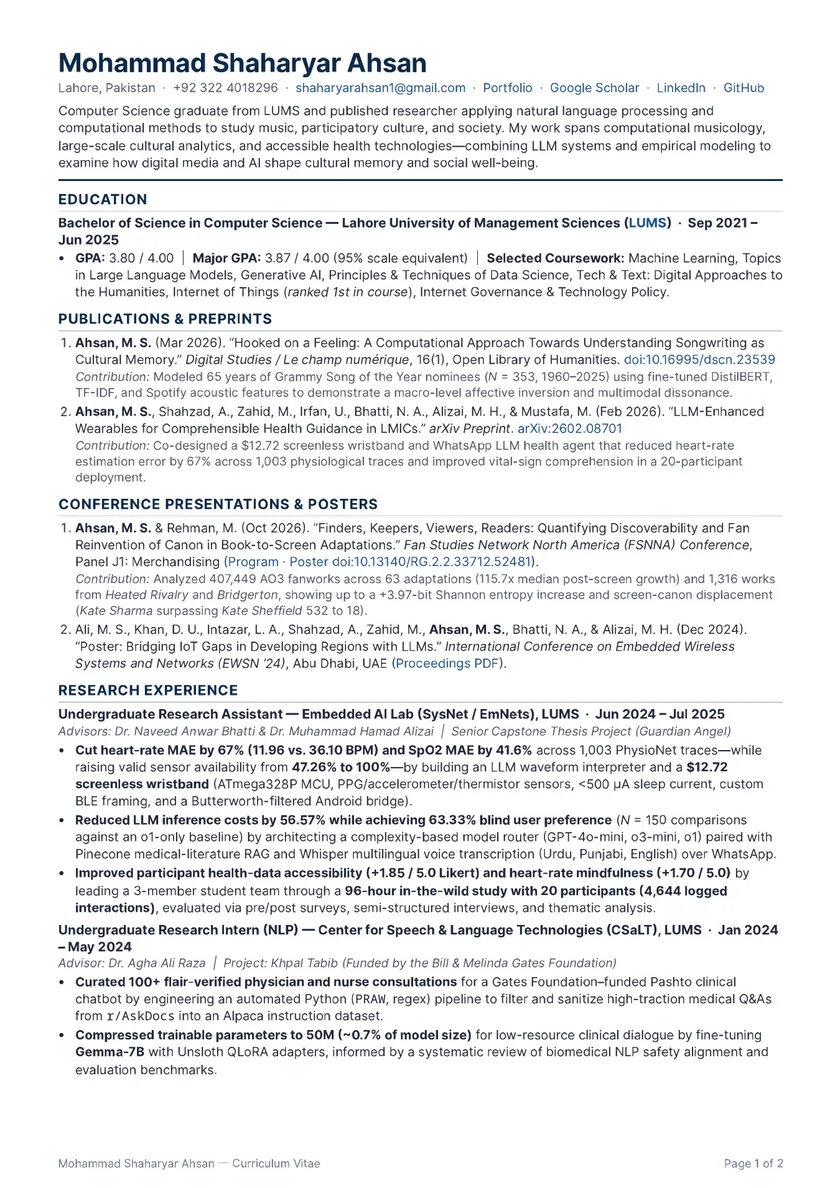 Mohammad Shaharyar Ahsan
Lahore, Pakistan · +92 322 4018296 · shaharyarahsan1@gmail.com · Portfolio · Google Scholar · LinkedIn · GitHub
Computer Science graduate from LUMS and published researcher applying natural language processing and
computational methods to study music, participatory culture, and society. My work spans computational musicology,
large-scale cultural analytics, and accessible health technologies—combining LLM systems and empirical modeling to
examine how digital media and AI shape cultural memory and social well-being.
EDUCATION
Bachelor of Science in Computer Science — Lahore University of Management Sciences (LUMS) · Sep 2021 –
Jun 2025
• GPA: 3.80 / 4.00 | Major GPA: 3.87 / 4.00 (95% scale equivalent) | Selected Coursework: Machine Learning, Topics
in Large Language Models, Generative AI, Principles & Techniques of Data Science, Tech & Text: Digital Approaches to
the Humanities, Internet of Things (ranked 1st in course), Internet Governance & Technology Policy.
PUBLICATIONS & PREPRINTS
1. Ahsan, M. S. (Mar 2026). “Hooked on a Feeling: A Computational Approach Towards Understanding Songwriting as
Cultural Memory.” Digital Studies / Le champ numérique, 16(1), Open Library of Humanities. doi:10.16995/dscn.23539
Contribution: Modeled 65 years of Grammy Song of the Year nominees (N = 353, 1960–2025) using fine-tuned DistilBERT,
TF-IDF, and Spotify acoustic features to demonstrate a macro-level affective inversion and multimodal dissonance.
2. Ahsan, M. S., Shahzad, A., Zahid, M., Irfan, U., Bhatti, N. A., Alizai, M. H., & Mustafa, M. (Feb 2026). “LLM-Enhanced
Wearables for Comprehensible Health Guidance in LMICs.” arXiv Preprint. arXiv:2602.08701
Contribution: Co-designed a $12.72 screenless wristband and WhatsApp LLM health agent that reduced heart-rate
estimation error by 67% across 1,003 physiological traces and improved vital-sign comprehension in a 20-participant
deployment.
CONFERENCE PRESENTATIONS & POSTERS
1. Ahsan, M. S. & Rehman, M. (Oct 2026). “Finders, Keepers, Viewers, Readers: Quantifying Discoverability and Fan
Reinvention of Canon in Book-to-Screen Adaptations.” Fan Studies Network North America (FSNNA) Conference,
Panel J1: Merchandising (Program · Poster doi:10.13140/RG.2.2.33712.52481).
Contribution: Analyzed 407,449 AO3 fanworks across 63 adaptations (115.7x median post-screen growth) and 1,316 works
from Heated Rivalry and Bridgerton, showing up to a +3.97-bit Shannon entropy increase and screen-canon displacement
(Kate Sharma surpassing Kate Sheffield 532 to 18).
2. Ali, M. S., Khan, D. U., Intazar, L. A., Shahzad, A., Zahid, M., Ahsan, M. S., Bhatti, N. A., & Alizai, M. H. (Dec 2024).
“Poster: Bridging IoT Gaps in Developing Regions with LLMs.” International Conference on Embedded Wireless
Systems and Networks (EWSN ’24), Abu Dhabi, UAE (Proceedings PDF).
RESEARCH EXPERIENCE
Undergraduate Research Assistant — Embedded AI Lab (SysNet / EmNets), LUMS · Jun 2024 – Jul 2025
Advisors: Dr. Naveed Anwar Bhatti & Dr. Muhammad Hamad Alizai | Senior Capstone Thesis Project (Guardian Angel)
• Cut heart-rate MAE by 67% (11.96 vs. 36.10 BPM) and SpO2 MAE by 41.6% across 1,003 PhysioNet traces—while
raising valid sensor availability from 47.26% to 100%—by building an LLM waveform interpreter and a $12.72
screenless wristband (ATmega328P MCU, PPG/accelerometer/thermistor sensors, <500 µA sleep current, custom
BLE framing, and a Butterworth-filtered Android bridge).
• Reduced LLM inference costs by 56.57% while achieving 63.33% blind user preference (N = 150 comparisons
against an o1-only baseline) by architecting a complexity-based model router (GPT-4o-mini, o3-mini, o1) paired with
Pinecone medical-literature RAG and Whisper multilingual voice transcription (Urdu, Punjabi, English) over WhatsApp.
• Improved participant health-data accessibility (+1.85 / 5.0 Likert) and heart-rate mindfulness (+1.70 / 5.0) by
leading a 3-member student team through a 96-hour in-the-wild study with 20 participants (4,644 logged
interactions), evaluated via pre/post surveys, semi-structured interviews, and thematic analysis.
Undergraduate Research Intern (NLP) — Center for Speech & Language Technologies (CSaLT), LUMS · Jan 2024
– May 2024
Advisor: Dr. Agha Ali Raza | Project: Khpal Tabib (Funded by the Bill & Melinda Gates Foundation)
• Curated 100+ flair-verified physician and nurse consultations for a Gates Foundation–funded Pashto clinical
chatbot by engineering an automated Python (PRAW, regex) pipeline to filter and sanitize high-traction medical Q&As
from r/AskDocs into an Alpaca instruction dataset.
• Compressed trainable parameters to 50M (~0.7% of model size) for low-resource clinical dialogue by fine-tuning
Gemma-7B with Unsloth QLoRA adapters, informed by a systematic review of biomedical NLP safety alignment and
evaluation benchmarks.
Mohammad Shaharyar Ahsan — Curriculum Vitae
Page 1 of 2